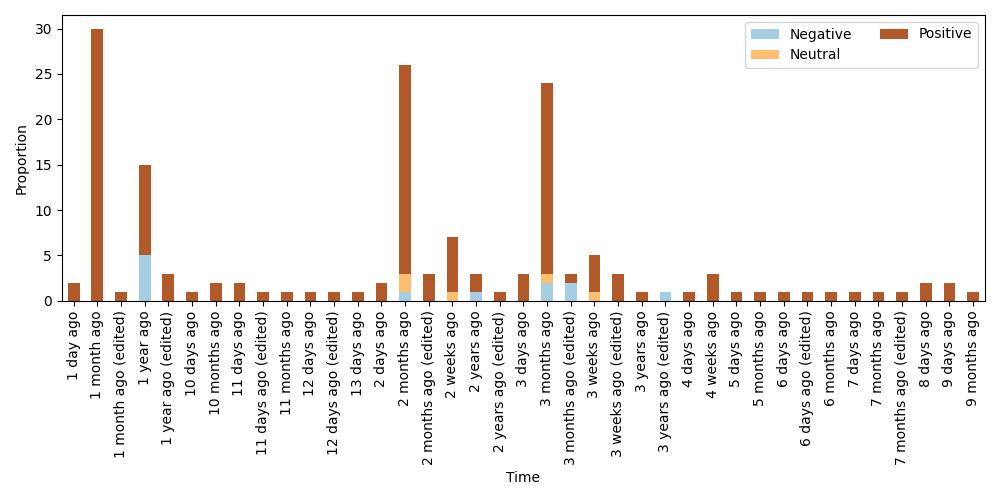 Negative
Neutral
Positive
30
25
20
15
10
5
0
Proportion
1 day ago
1 month ago
1 month ago (edited)
1 year ago
1 year ago (edited)
10 days ago
10 months ago
11 days ago
11 days ago (edited)
11 months ago
12 days ago
12 days ago (edited)
13 days ago
2 days ago
2 months ago
2 months ago (edited)
2 weeks ago
2 years ago
2 years ago (edited)
3 days ago
3 months ago
3 months ago (edited)
3 weeks ago
3 weeks ago (edited)
3 years ago
3 years ago (edited)
4 days ago
4 weeks ago
5 days ago
5 months ago
6 days ago
6 days ago (edited)
6 months ago
7 days ago
7 months ago
7 months ago (edited)
8 days ago
9 days ago
9 months ago
Time